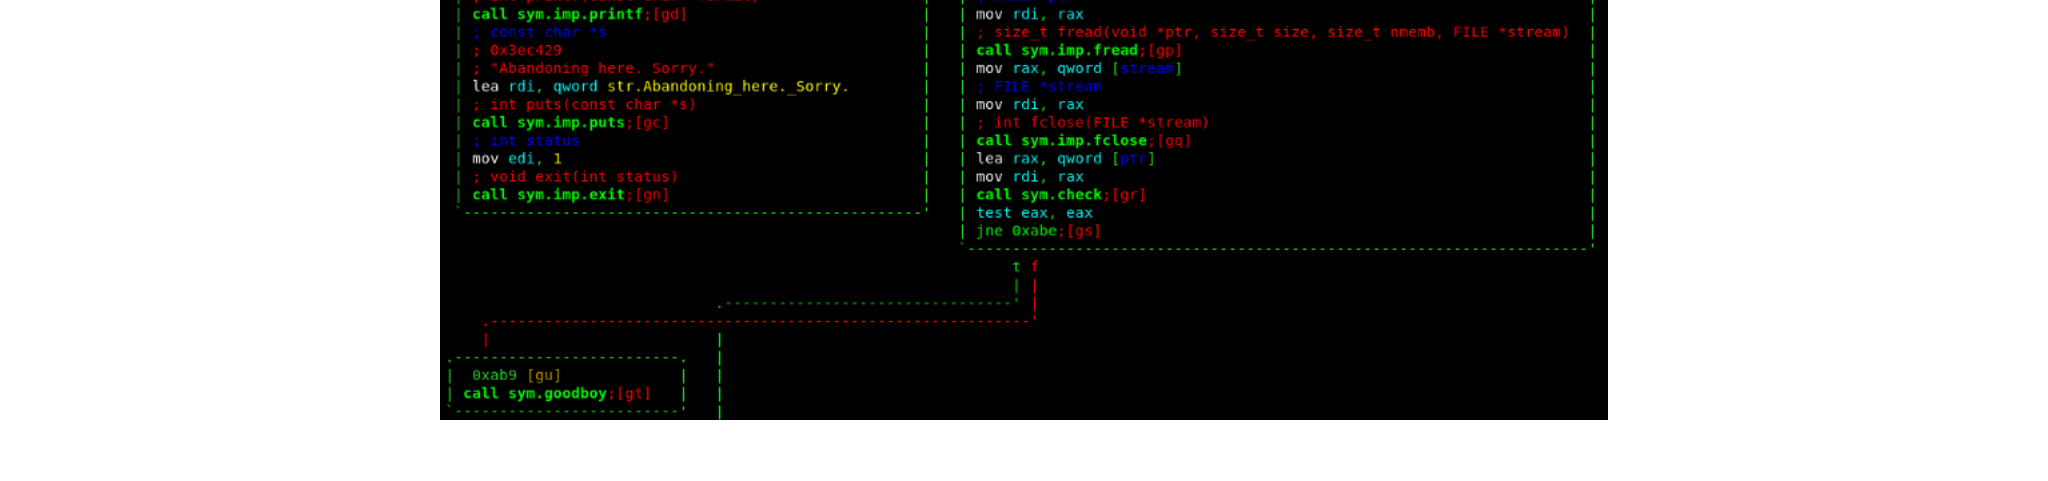 call sym.imp.printf;[gd]
; const char *s
; 0x3ec429
; "Abandoning here. Sorry."
lea rdi, qword str.Abandoning_here._Sorry.
; int puts(const char *s)
call sym.imp.puts;[gc]
; int status
mov edi, 1
; void exit(int status)
call sym.imp.exit;[gn]
mov rdi, rax
; size_t fread(void *ptr, size_t size, size_t nmemb, FILE *stream)
call sym.imp.fread;[gp]
mov rax, qword [stream]
; FILE *stream
mov rdi, rax
; int fclose(FILE *stream)
call sym.imp.fclose;[gq]
lea rax, qword [ptr]
mov rdi, rax
call sym.check;[gr]
test eax, eax
jne 0xabe;[gs]
t f
0xab9 [gu]
call sym.goodboy;[gt]